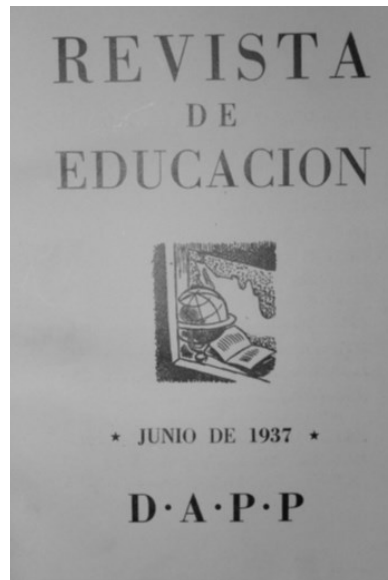 REVISTA
DE
EDUCACION
★ JUNIO DE 1937 ★
D·A·P·P